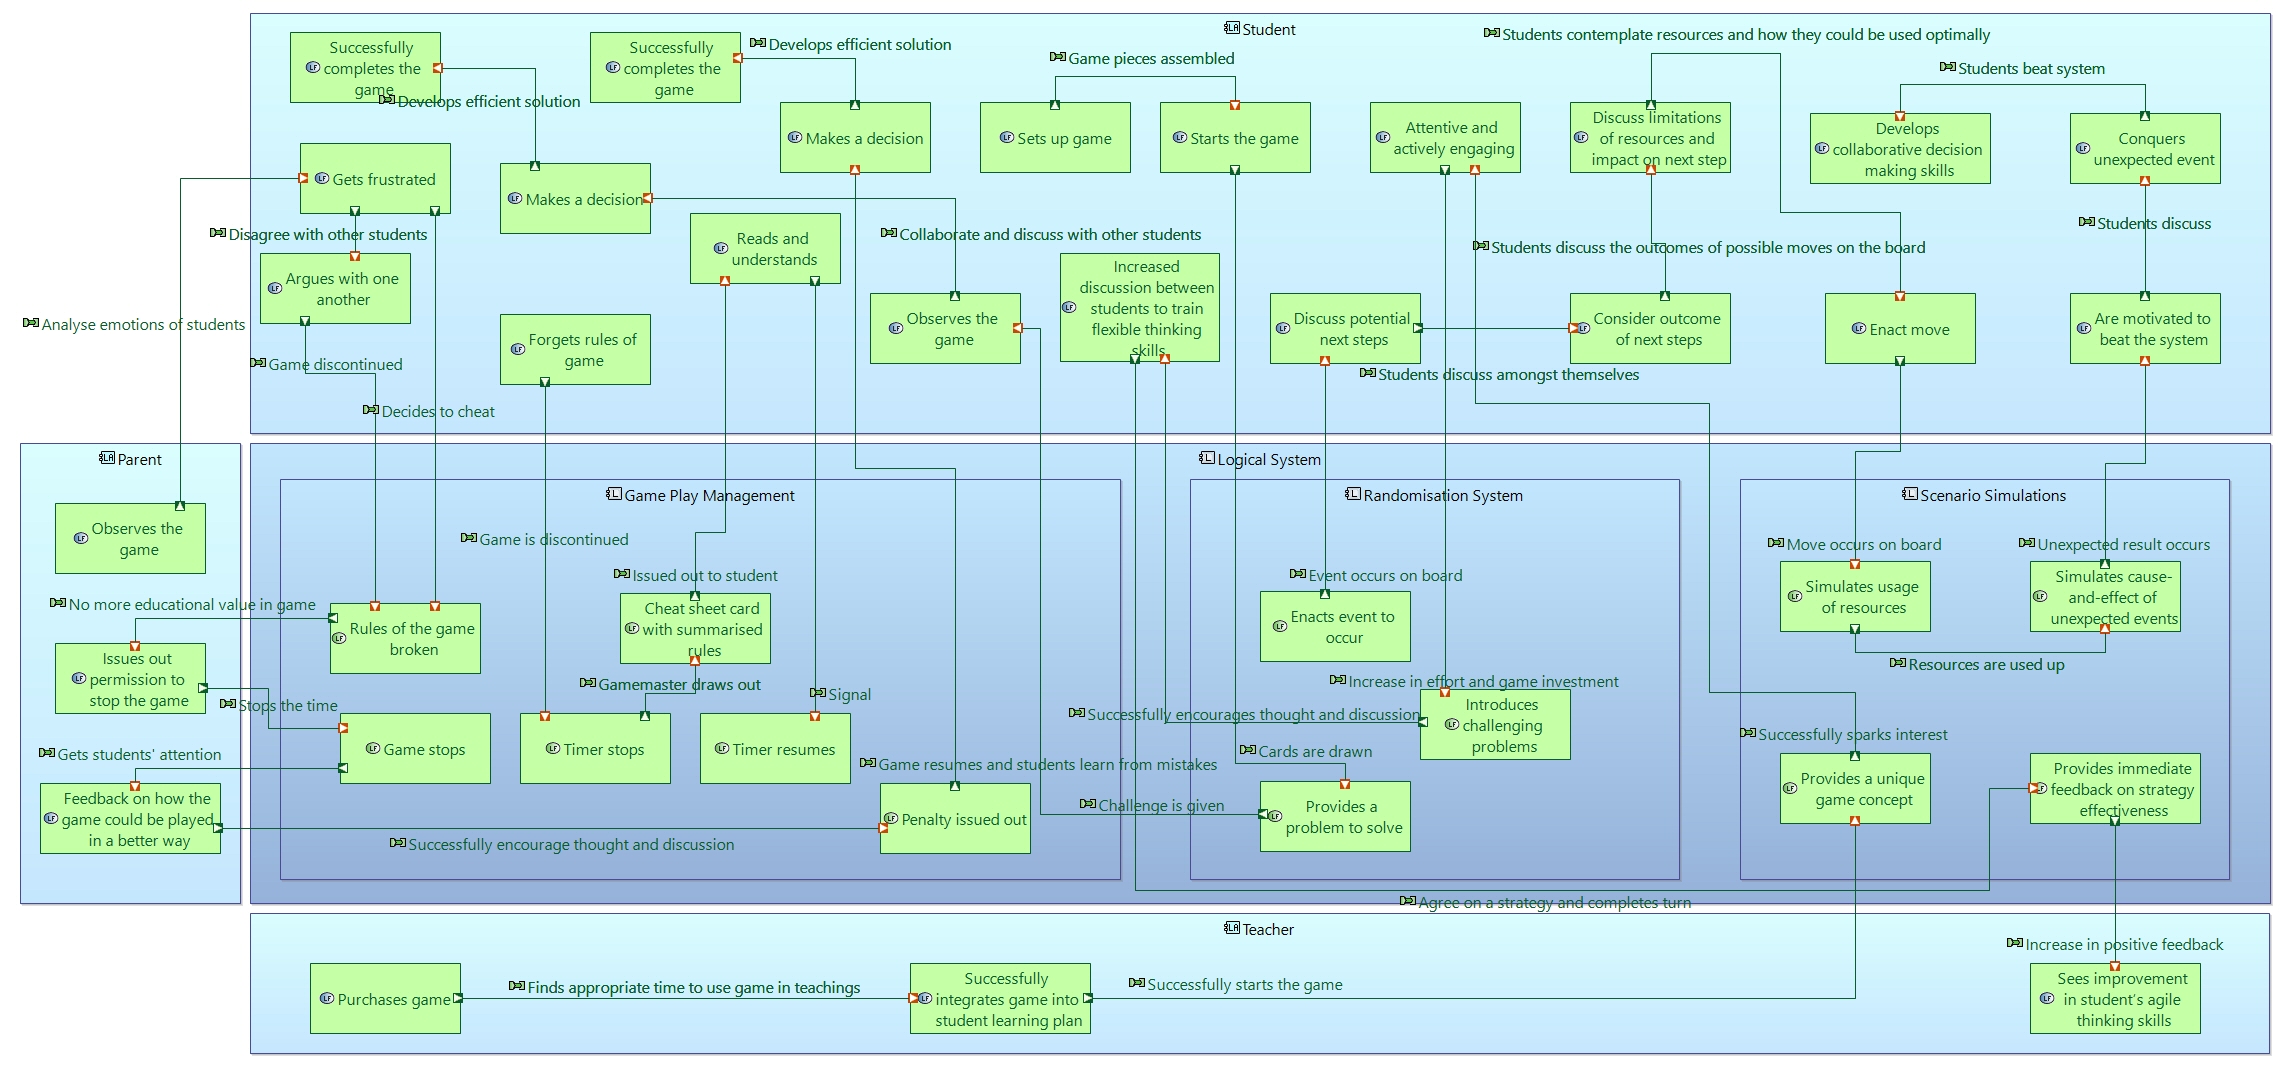 Student
Successfully
completes the
game
Develops efficient solution
Successfully
completes the
game
Develops efficient solution
Makes a decision
Game pieces assembled
Sets up game
Starts the game
Students contemplate resources and how they could be used optimally
Attentive and
actively engaging
Discuss limitations
of resources and
impact on next step
Students beat system
Develops
collaborative decision
making skills
Conquers
unexpected event
Gets frustrated
Makes a decision
Disagree with other students
Reads and
understands
Collaborate and discuss with other students
Students discuss the outcomes of possible moves on the board
Students discuss
Argues with one
another
Increased
discussion between
students to train
flexible thinking
skills
Analyse emotions of students
Forgets rules of
game
Observes the
game
Discuss potential
next steps
Consider outcome
of next steps
Enact move
Are motivated to
beat the system
Game discontinued
Students discuss amongst themselves
Decides to cheat
Parent
Observes the
game
No more educational value in game
Issues out
permission to
stop the game
Stops the time
Gets students' attention
Feedback on how the
game could be played
in a better way
Logical System
Game Play Management
Game is discontinued
Issued out to student
Rules of the game
broken
Cheat sheet card
with summarised
rules
Gamemaster draws out
Signal
Game stops
Timer stops
Timer resumes
Game resumes and students learn from mistakes
Penalty issued out
Successfully encourage thought and discussion
Randomisation System
Event occurs on board
Enacts event to
occur
Increase in effort and game investment
Successfully encourages thought and discussion
Introduces
challenging
problems
Cards are drawn
Challenge is given
Provides a
problem to solve
Scenario Simulations
Move occurs on board
Unexpected result occurs
Simulates usage
of resources
Simulates cause-
and-effect of
unexpected events
Resources are used up
Successfully sparks interest
Provides a unique
game concept
Provides immediate
feedback on strategy
effectiveness
Agree on a strategy and completes turn
Teacher
Purchases game
Finds appropriate time to use game in teachings
Successfully
integrates game into
student learning plan
Successfully starts the game
Increase in positive feedback
Sees improvement
in student's agile
thinking skills